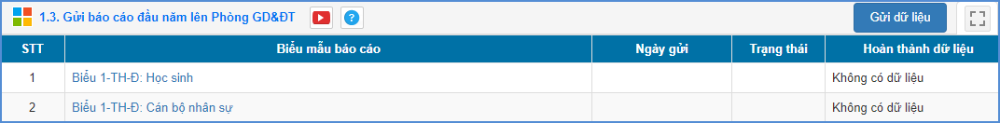 1.3. Gửi báo cáo đầu năm lên Phòng GD&ĐT ? Gửi dữ liệu
STT Biểu mẫu báo cáo Ngày gửi Trạng thái Hoàn thành dữ liệu
1 Biểu 1-TH-Đ: Học sinh Không có dữ liệu
2 Biểu 1-TH-Đ: Cán bộ nhân sự Không có dữ liệu